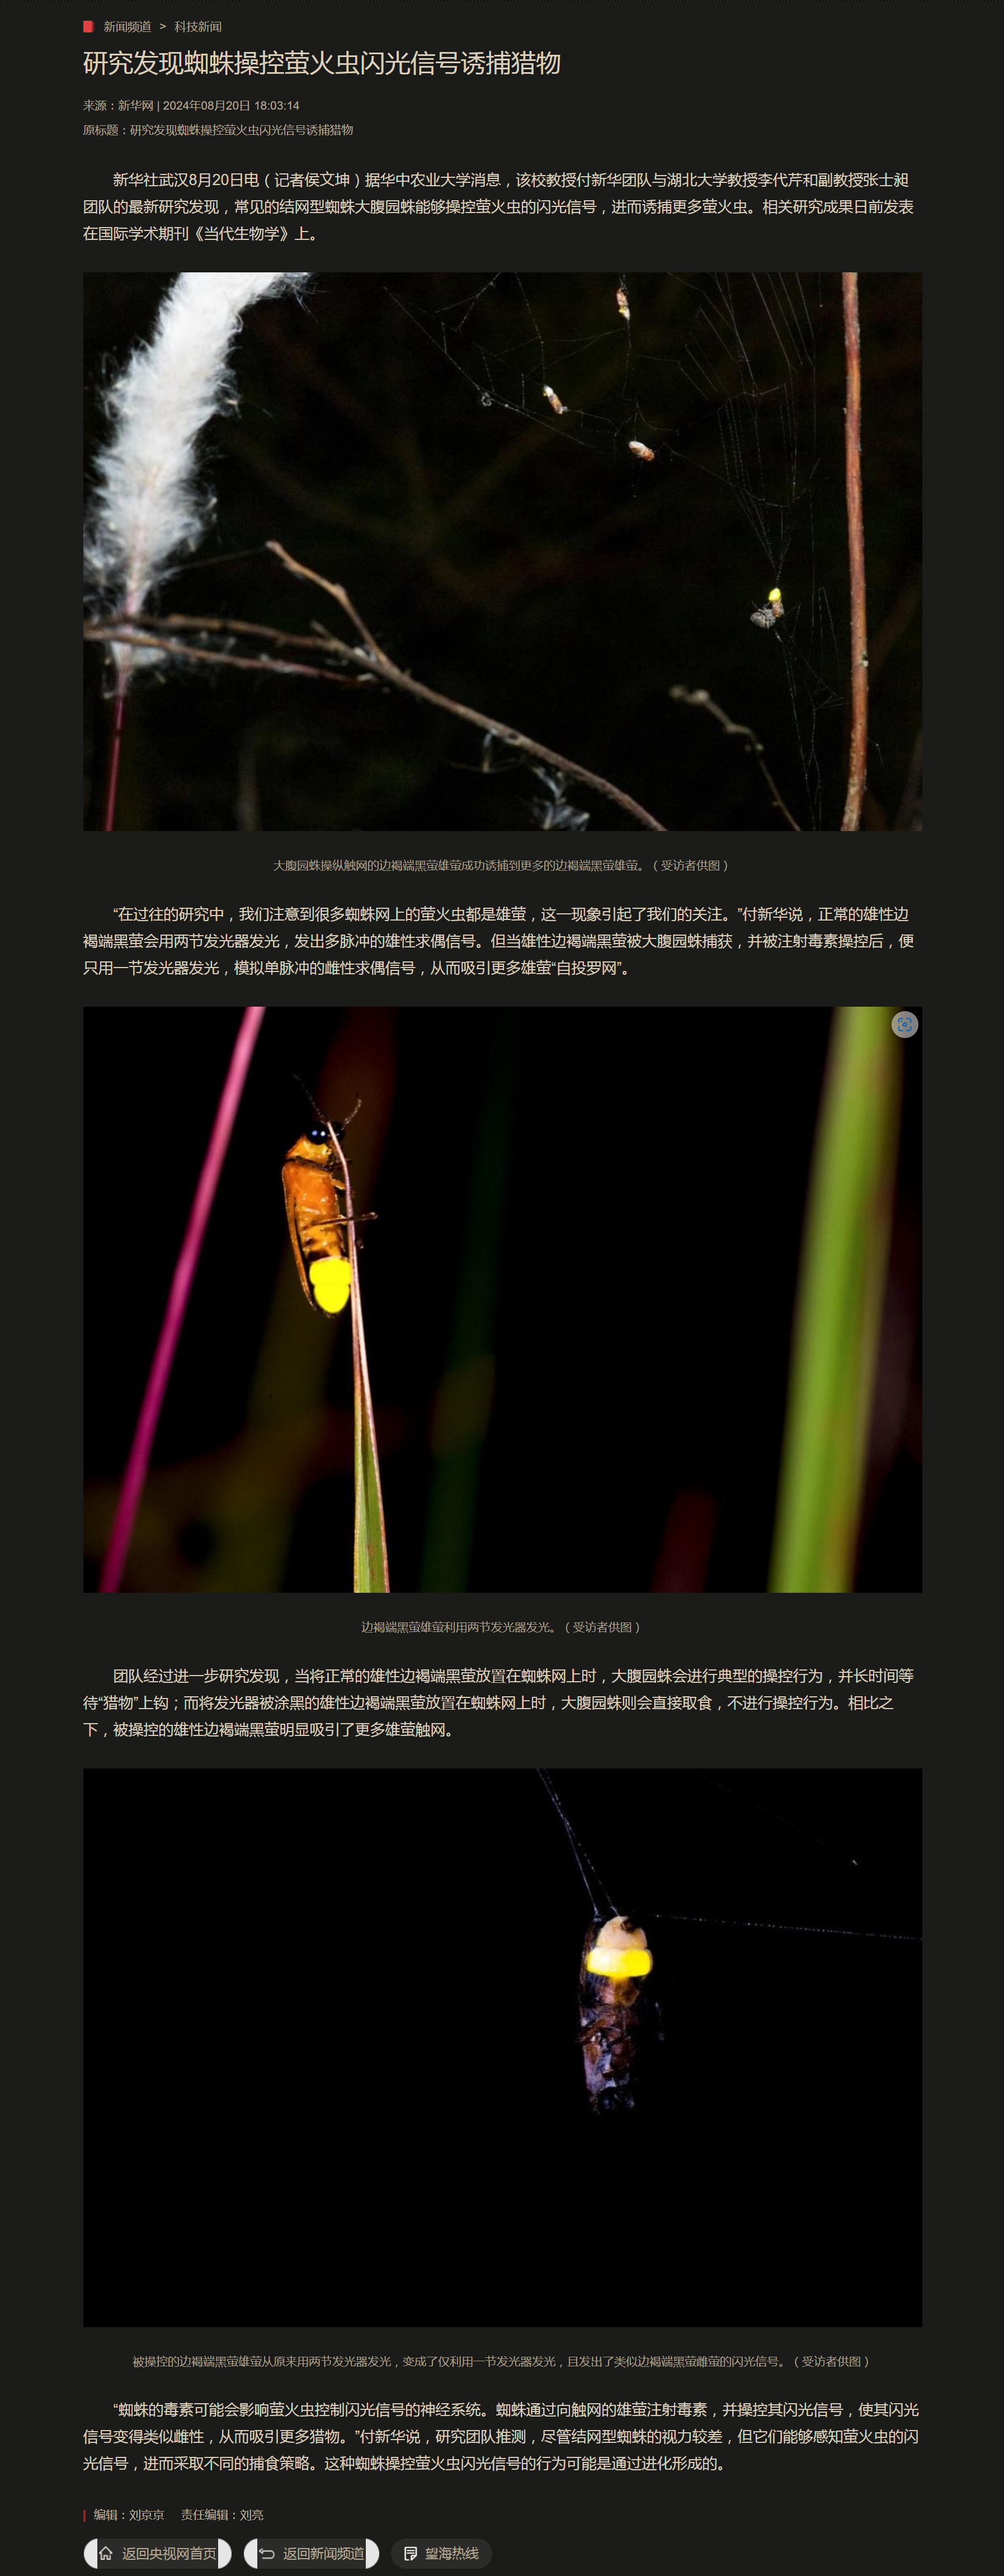 新闻频道 > 科技新闻
研究发现蜘蛛操控萤火虫闪光信号诱捕猎物
来源：新华网 | 2024年08月20日 18:03:14
原标题：研究发现蜘蛛操控萤火虫闪光信号诱捕猎物
新华社武汉8月20日电（记者侯文坤）据华中农业大学消息，该校教授付新华团队与湖北大学教授李代芹和副教授张士昶
团队的最新研究发现，常见的结网型蜘蛛大腹园蛛能够操控萤火虫的闪光信号，进而诱捕更多萤火虫。相关研究成果日前发表
在国际学术期刊《当代生物学》上。
大腹园蛛操纵触网的边褐端黑萤雄萤成功诱捕到更多的边褐端黑萤雄萤。（受访者供图）
“在过往的研究中，我们注意到很多蜘蛛网上的萤火虫都是雄萤，这一现象引起了我们的关注。”付新华说，正常的雄性边
褐端黑萤会用两节发光器发光，发出多脉冲的雄性求偶信号。但当雄性边褐端黑萤被大腹园蛛捕获，并被注射毒素操控后，便
只用一节发光器发光，模拟单脉冲的雌性求偶信号，从而吸引更多雄萤“自投罗网”。
边褐端黑萤雄萤利用两节发光器发光。（受访者供图）
团队经过进一步研究发现，当将正常的雄性边褐端黑萤放置在蜘蛛网上时，大腹园蛛会进行典型的操控行为，并长时间等
待“猎物”上钩；而将发光器被涂黑的雄性边褐端黑萤放置在蜘蛛网上时，大腹园蛛则会直接取食，不进行操控行为。相比之
下，被操控的雄性边褐端黑萤明显吸引了更多雄萤触网。
被操控的边褐端黑萤雄萤从原来用两节发光器发光，变成了仅利用一节发光器发光，且发出了类似边褐端黑萤雌萤的闪光信号。（受访者供图）
“蜘蛛的毒素可能会影响萤火虫控制闪光信号的神经系统。蜘蛛通过向触网的雄萤注射毒素，并操控其闪光信号，使其闪光
信号变得类似雌性，从而吸引更多猎物。”付新华说，研究团队推测，尽管结网型蜘蛛的视力较差，但它们能够感知萤火虫的闪
光信号，进而采取不同的捕食策略。这种蜘蛛操控萤火虫闪光信号的行为可能是通过进化形成的。
编辑：刘京京 责任编辑：刘亮
返回央视网首页 返回新闻频道 望海热线